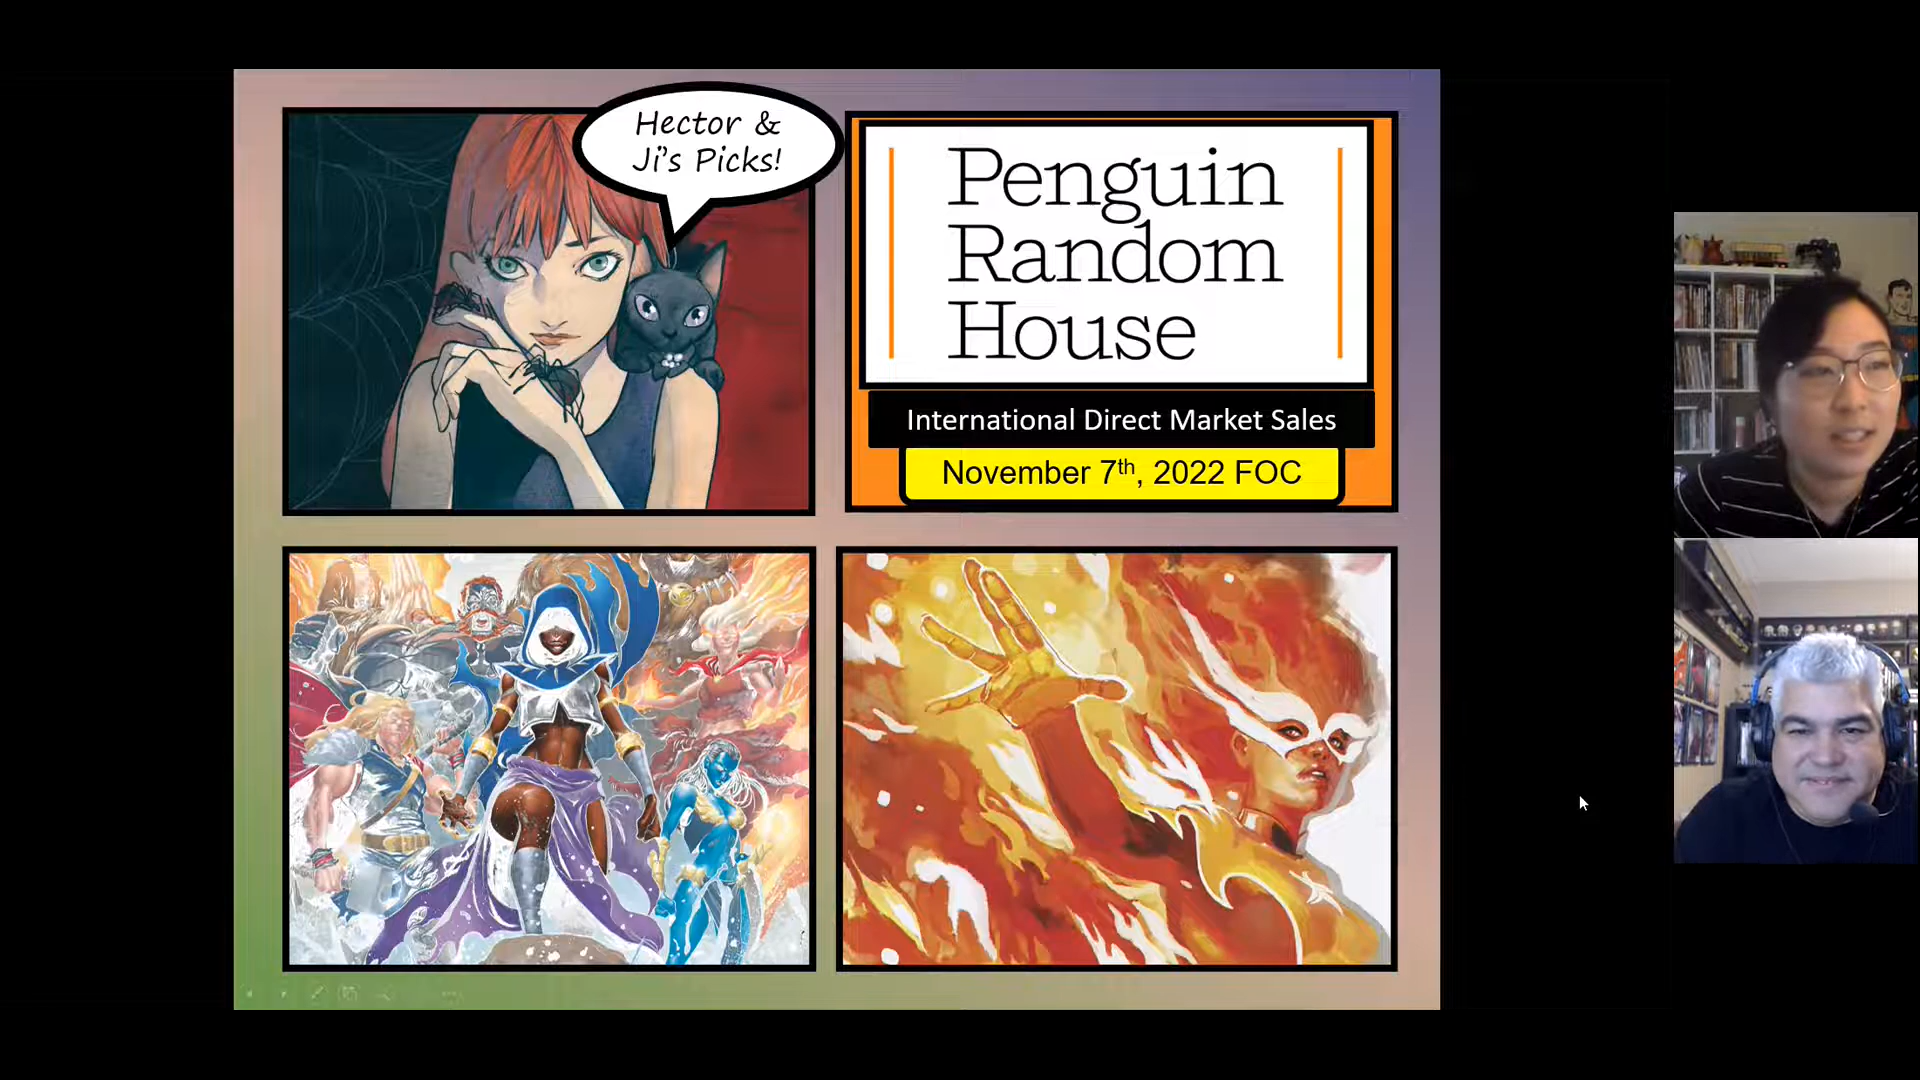 Hector &
Ji's Picks!
Penguin
Random
House
International Direct Market Sales
November 7th, 2022 FOC